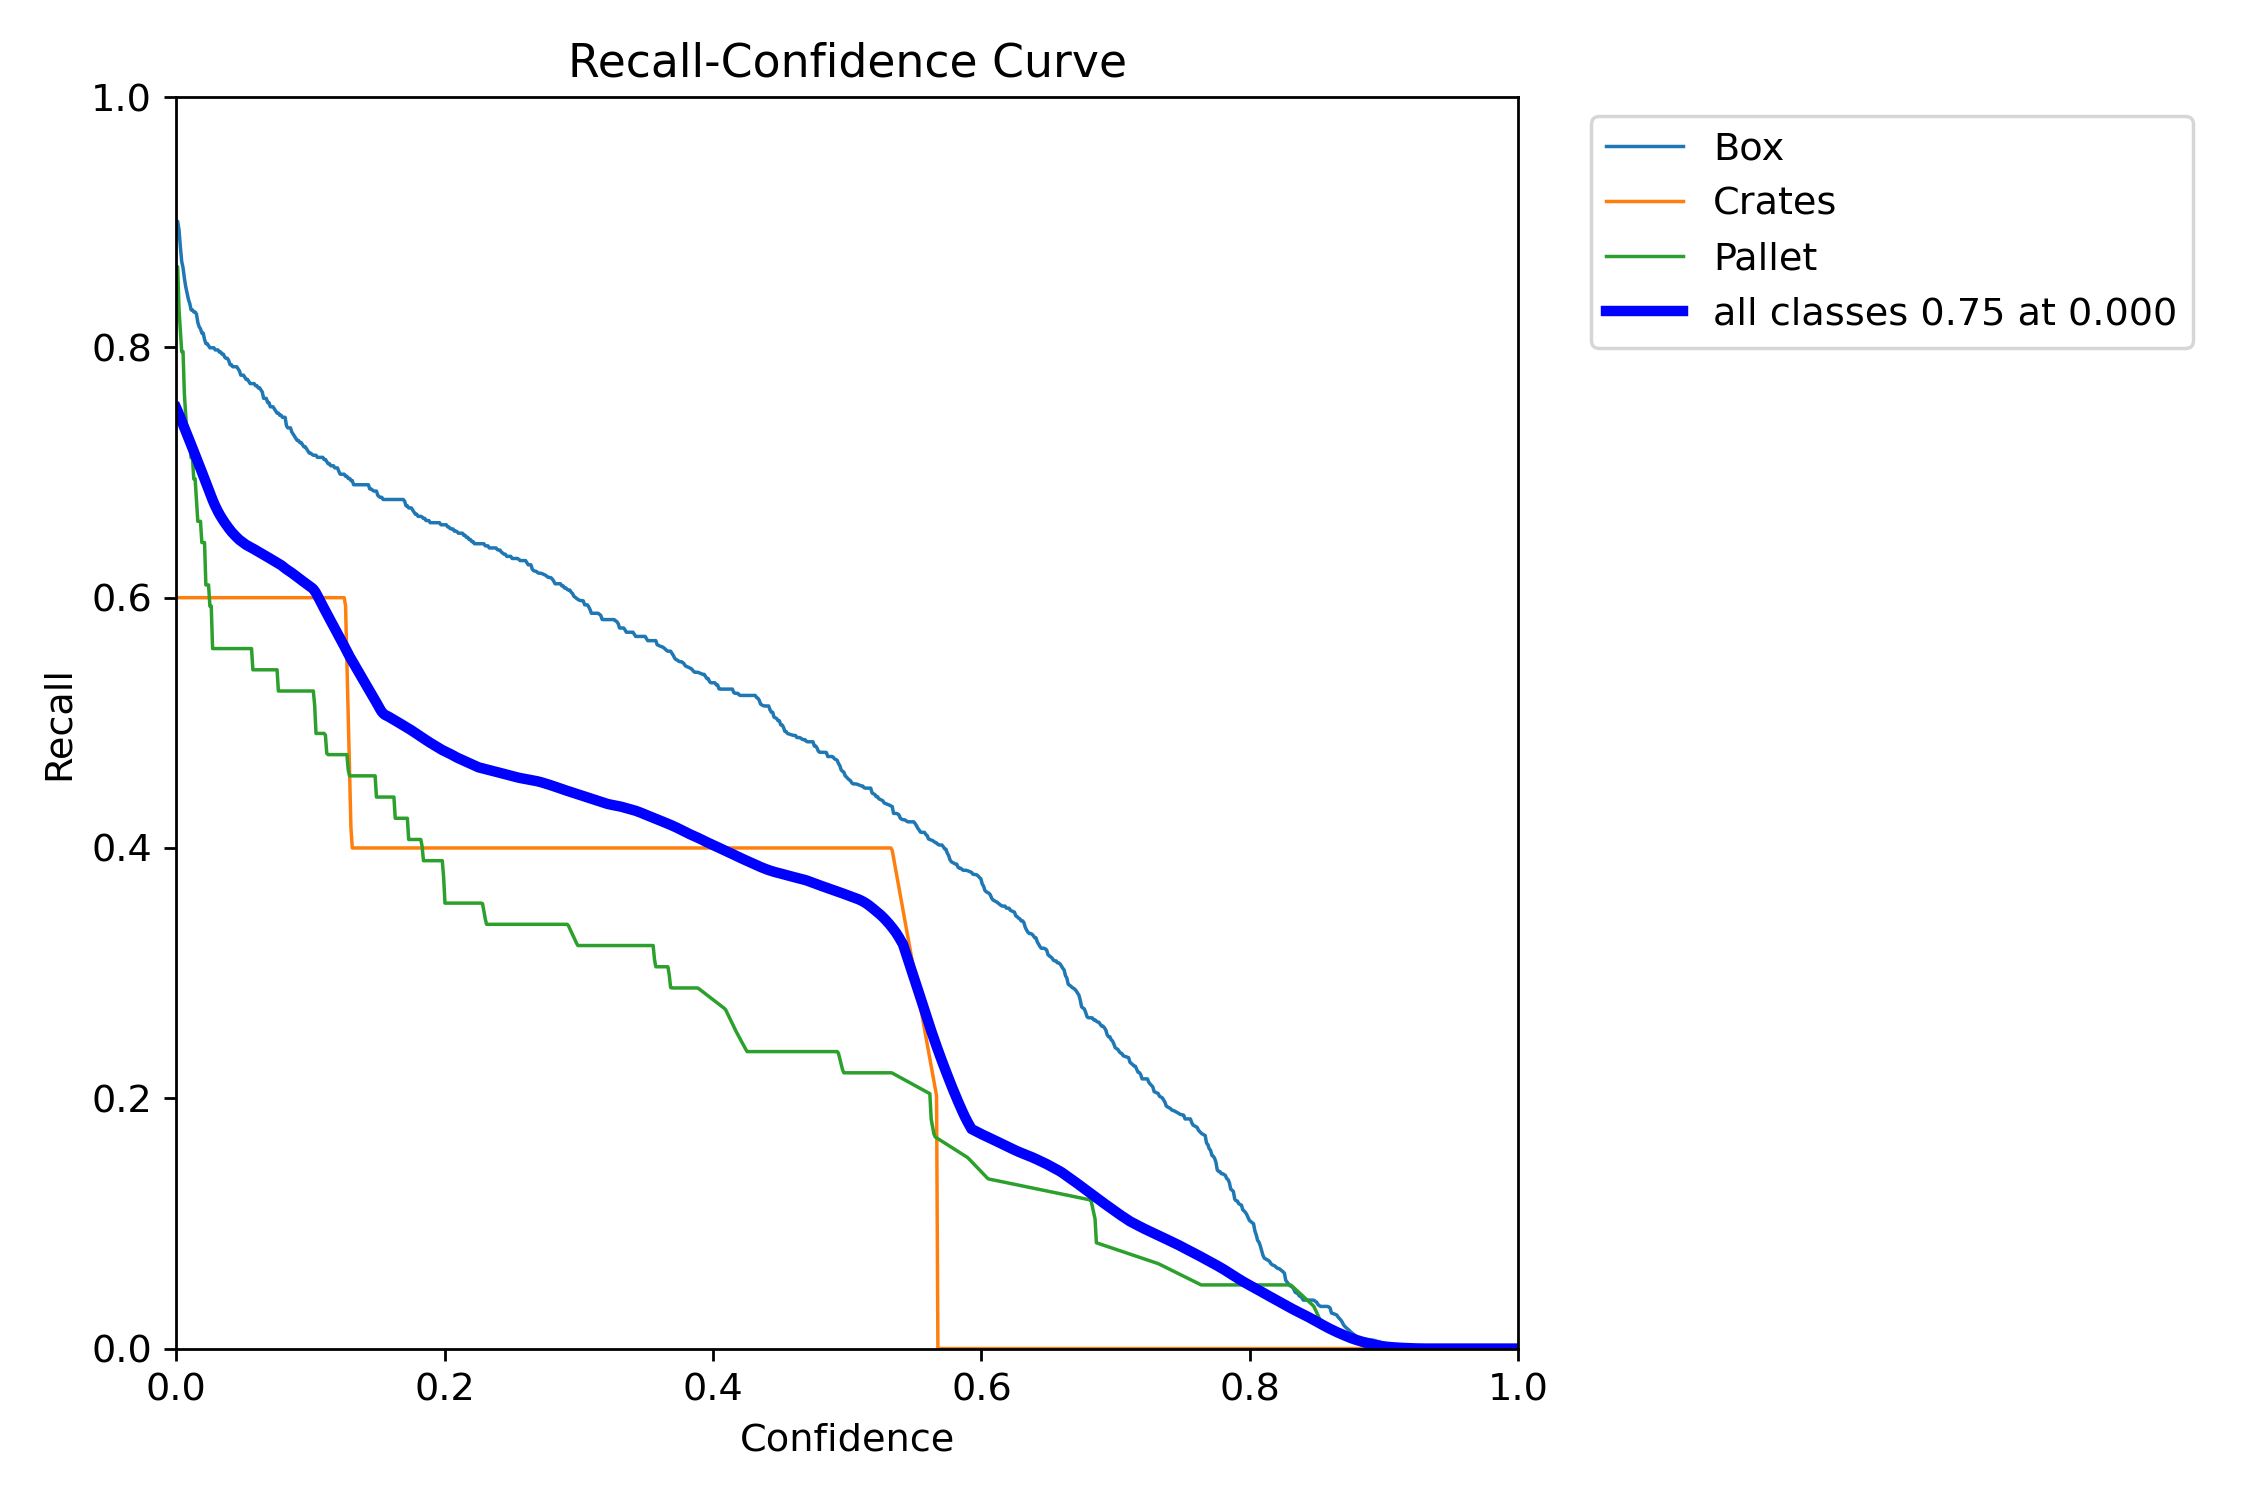 Recall-Confidence Curve
1.0
0.8
0.6
0.4
0.2
0.0
Recall
0.0 0.2 0.4 0.6 0.8 1.0
Confidence
Box
Crates
Pallet
all classes 0.75 at 0.000